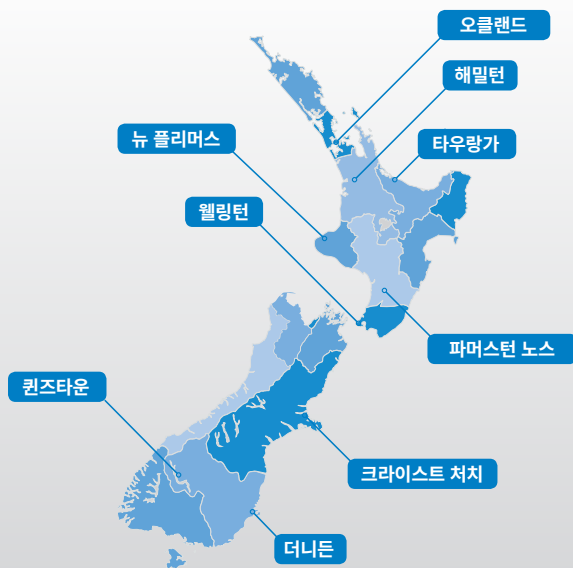 오클랜드
해밀턴
뉴 플리머스
타우랑가
웰링턴
파머스턴 노스
퀸즈타운
크라이스트 처치
더니든